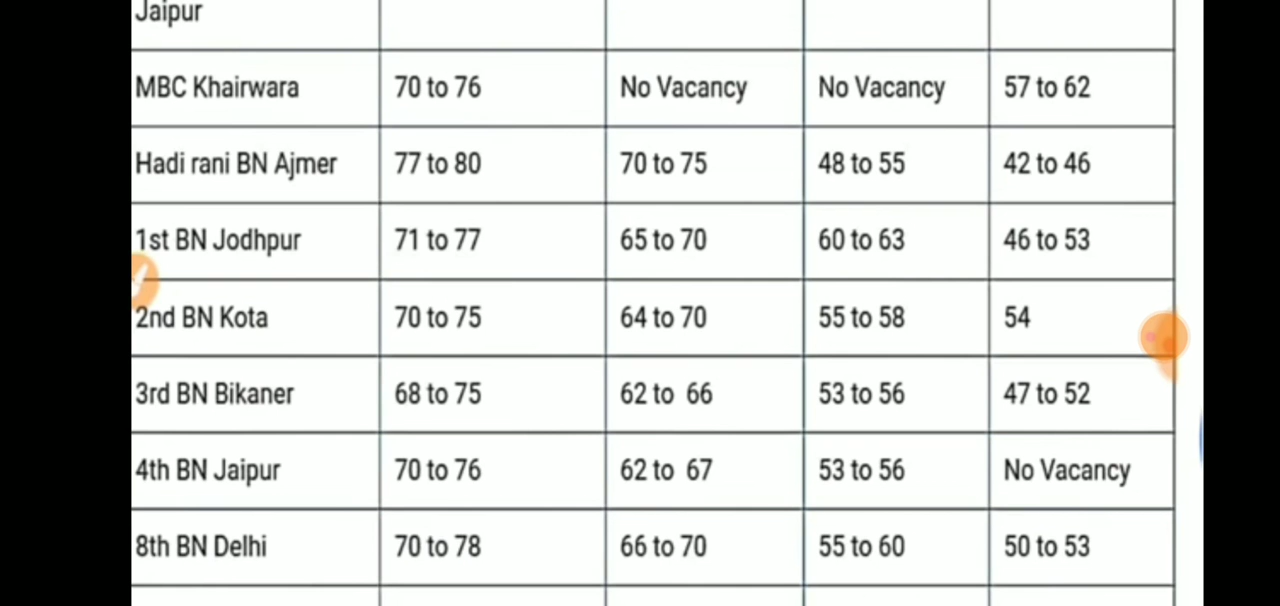 Jaipur
MBC Khairwara 70 to 76 No Vacancy No Vacancy 57 to 62
Hadi rani BN Ajmer 77 to 80 70 to 75 48 to 55 42 to 46
1st BN Jodhpur 71 to 77 65 to 70 60 to 63 46 to 53
2nd BN Kota 70 to 75 64 to 70 55 to 58 54
3rd BN Bikaner 68 to 75 62 to 66 53 to 56 47 to 52
4th BN Jaipur 70 to 76 62 to 67 53 to 56 No Vacancy
8th BN Delhi 70 to 78 66 to 70 55 to 60 50 to 53